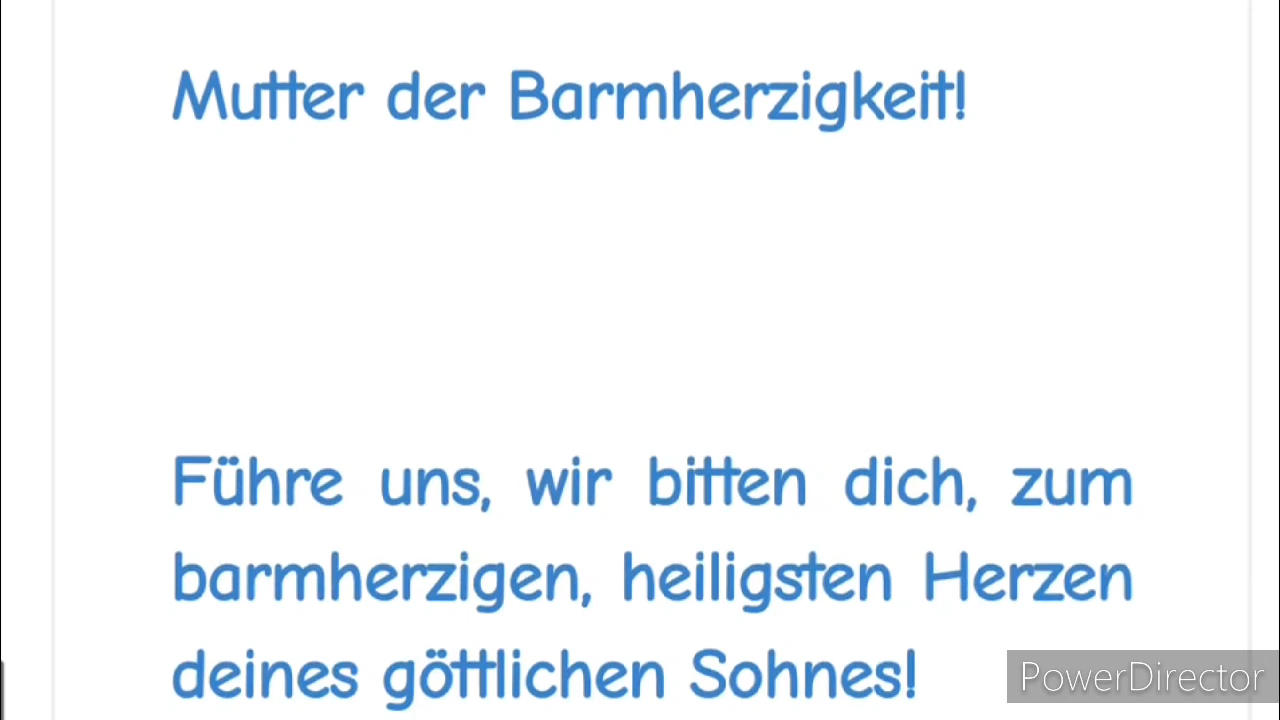 Mutter der Barmherzigkeit!
Führe uns, wir bitten dich, zum
barmherzigen, heiligsten Herzen
deines göttlichen Sohnes!
PowerDirector